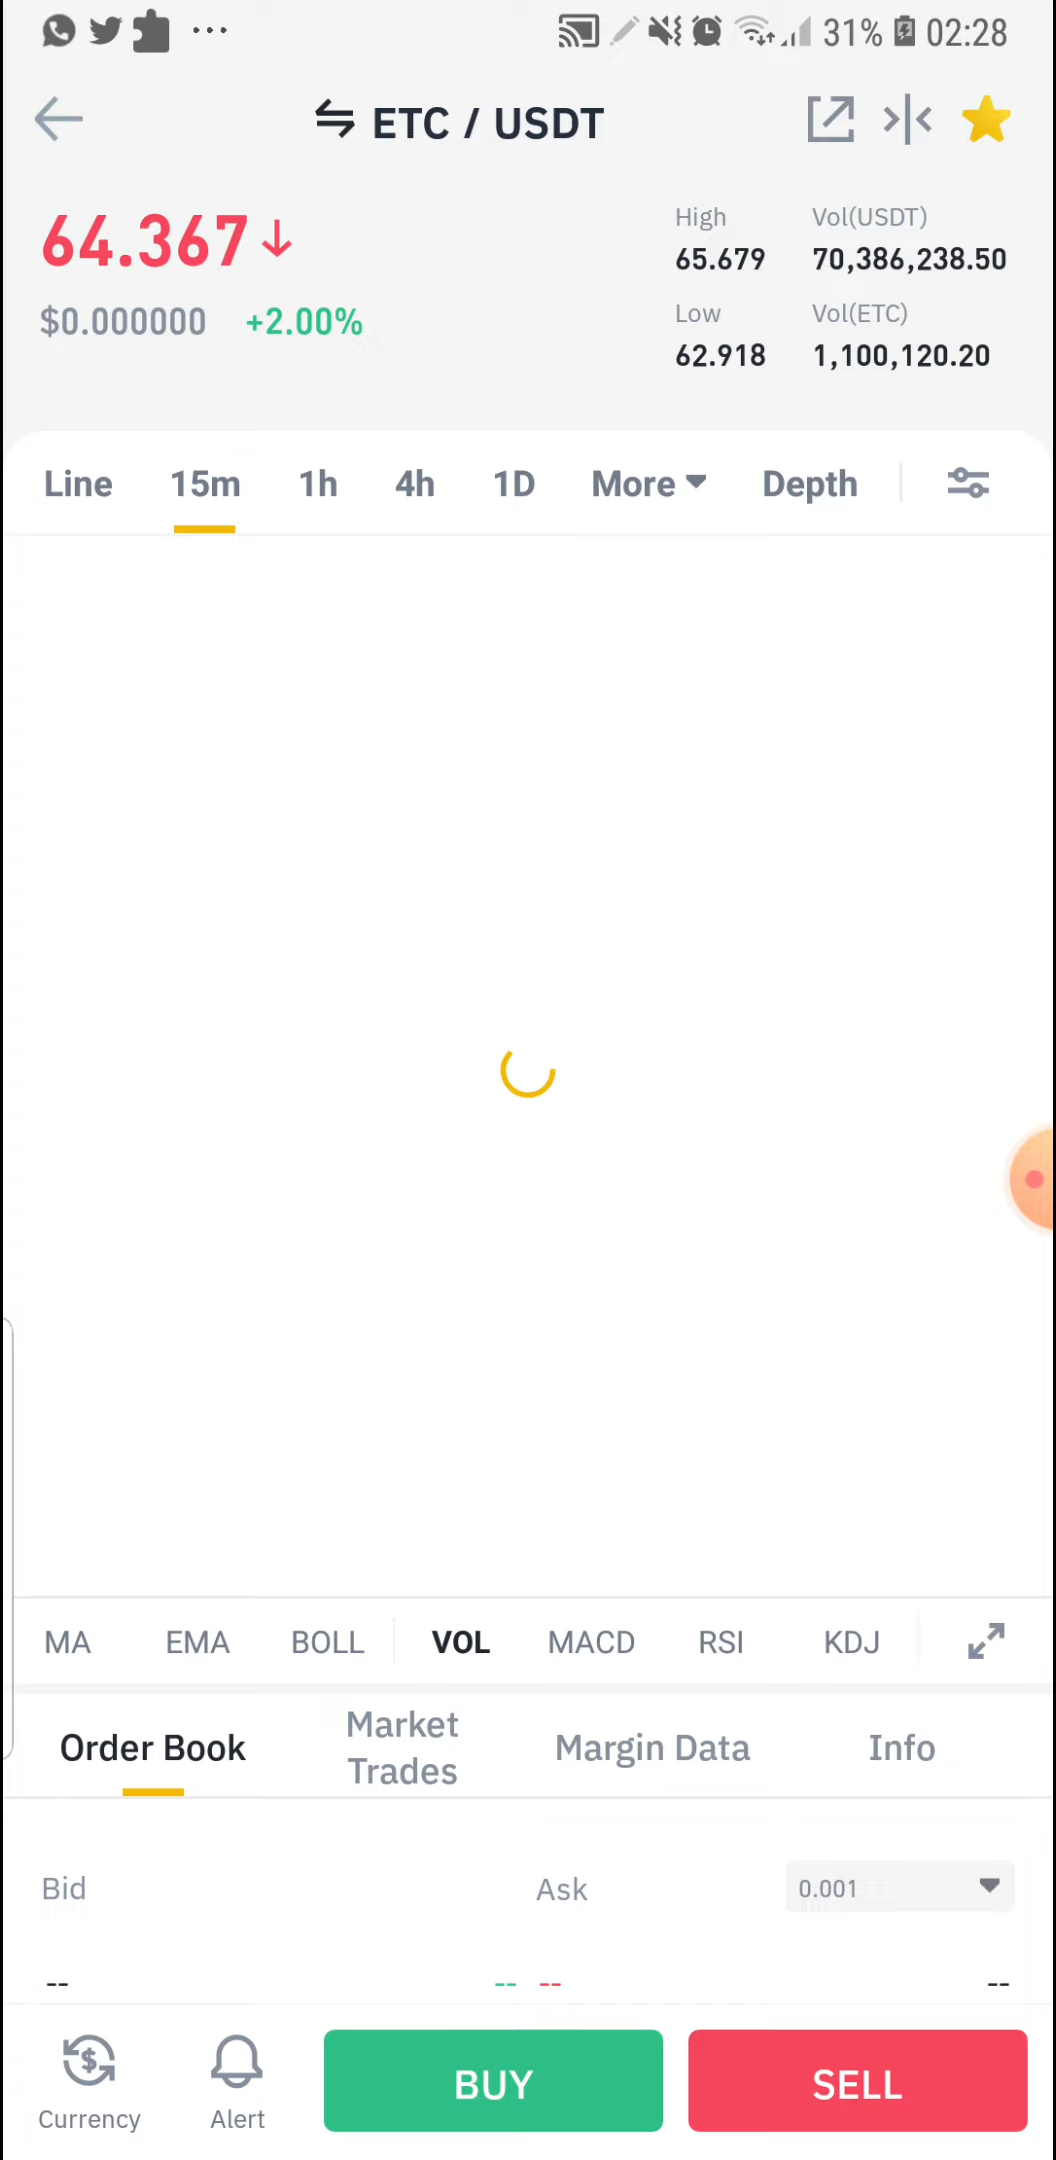 31% 02:28
ETC / USDT
64.367
$0.000000 +2.00%
High Vol(USDT)
65.679 70,386,238.50
Low Vol(ETC)
62.918 1,100,120.20
Line 15m 1h 4h 1D More Depth
MA EMA BOLL VOL MACD RSI KDJ
Order Book Market Trades Margin Data Info
Bid Ask 0.001
-- -- -- --
Currency Alert BUY SELL